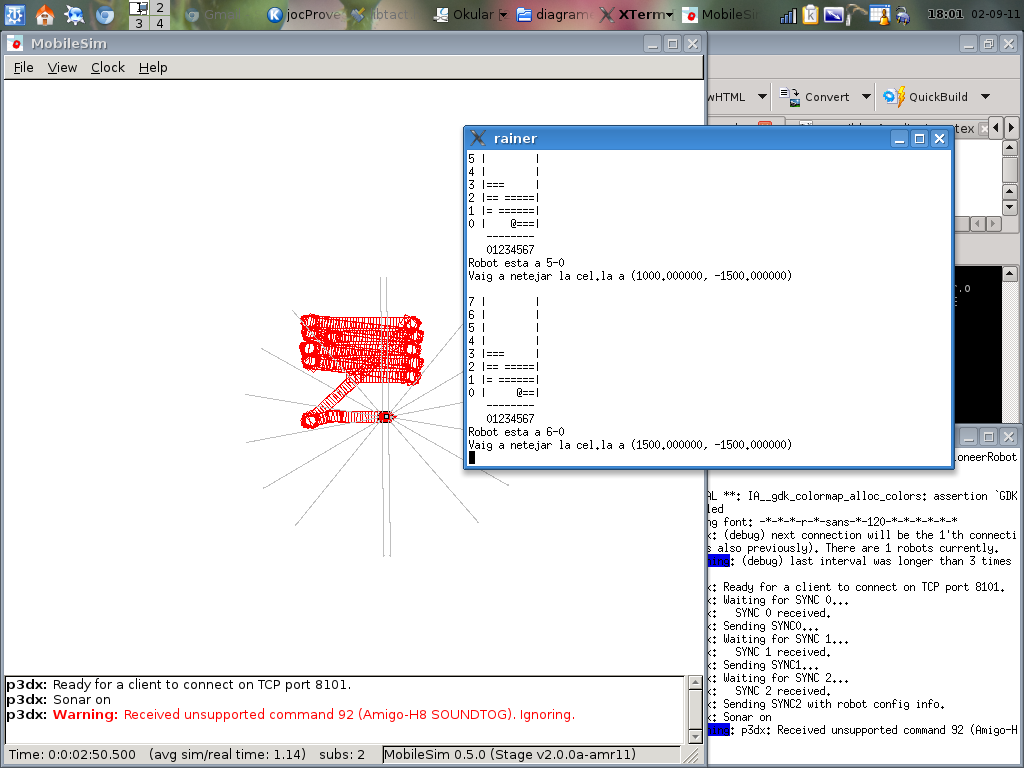 1 2
3 4
jocProve
Okular
diagrame
XTerm
MobileSi
18:01 02-09-11
MobileSim
File View Clock Help
wHTML Convert QuickBuild
tex
rainer
5 |        |
4 |        |
3 |===     |
2 |== =====|
1 |= ======|
0 |    @===|
--------
01234567
Robot esta a 5-0
Vaig a netejar la cel.la a (1000.000000, -1500.000000)
7 |        |
6 |        |
5 |        |
4 |        |
3 |===     |
2 |== =====|
1 |= ======|
0 |     @==|
--------
01234567
Robot esta a 6-0
Vaig a netejar la cel.la a (1500.000000, -1500.000000)
ioneerRobot
AL **: IA__gdk_colormap_alloc_colors: assertion `GDK
led
ng font: -*-*-*-r-*-sans-*-120-*-*-*-*-*-*
x: (debug) next connection will be the 1'th connecti
s also previously). There are 1 robots currently.
: (debug) last interval was longer than 3 times
x: Ready for a client to connect on TCP port 8101.
x: Waiting for SYNC 0...
x:   SYNC 0 received.
x: Sending SYNC0...
x: Waiting for SYNC 1...
x:   SYNC 1 received.
x: Sending SYNC1...
x: Waiting for SYNC 2...
x:   SYNC 2 received.
x: Sending SYNC2 with robot config info.
x: Sonar on
: p3dx: Received unsupported command 92 (Amigo-H
p3dx: Ready for a client to connect on TCP port 8101.
p3dx: Sonar on
p3dx: Warning: Received unsupported command 92 (Amigo-H8 SOUNDTOG). Ignoring.
Time: 0:0:02:50.500 (avg sim/real time: 1.14) subs: 2 MobileSim 0.5.0 (Stage v2.0.0a-amr11)